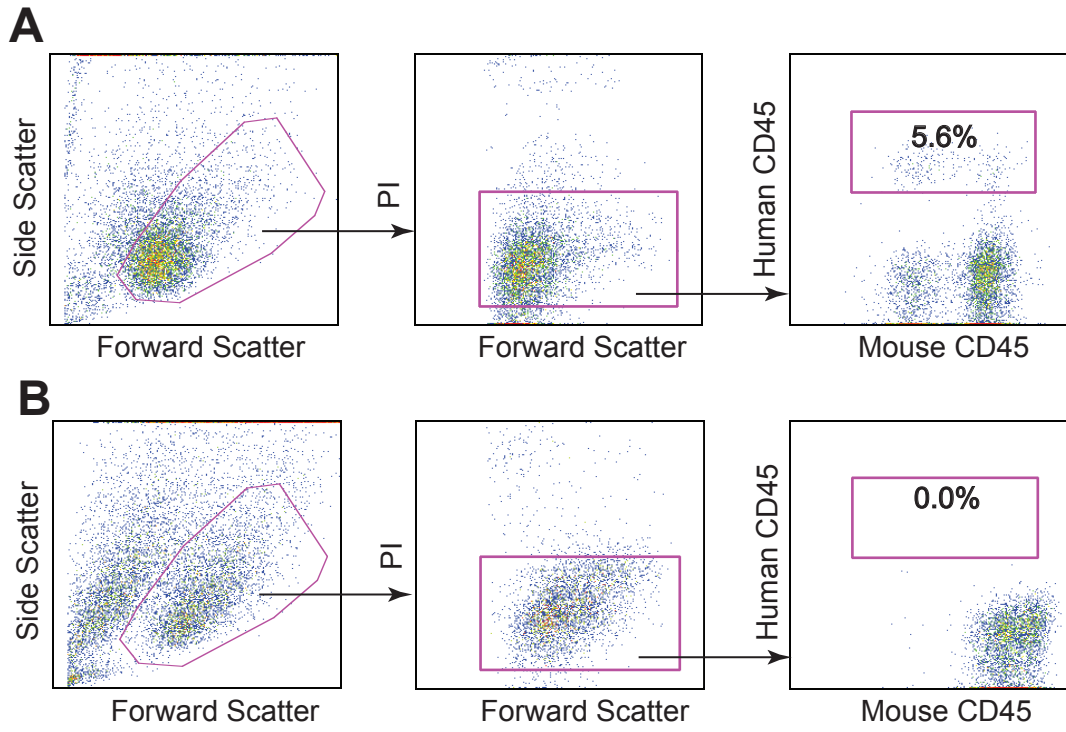 A
Side Scatter
Forward Scatter
PI
Forward Scatter
Human CD45
5.6%
Mouse CD45
B
Side Scatter
Forward Scatter
PI
Forward Scatter
Human CD45
0.0%
Mouse CD45